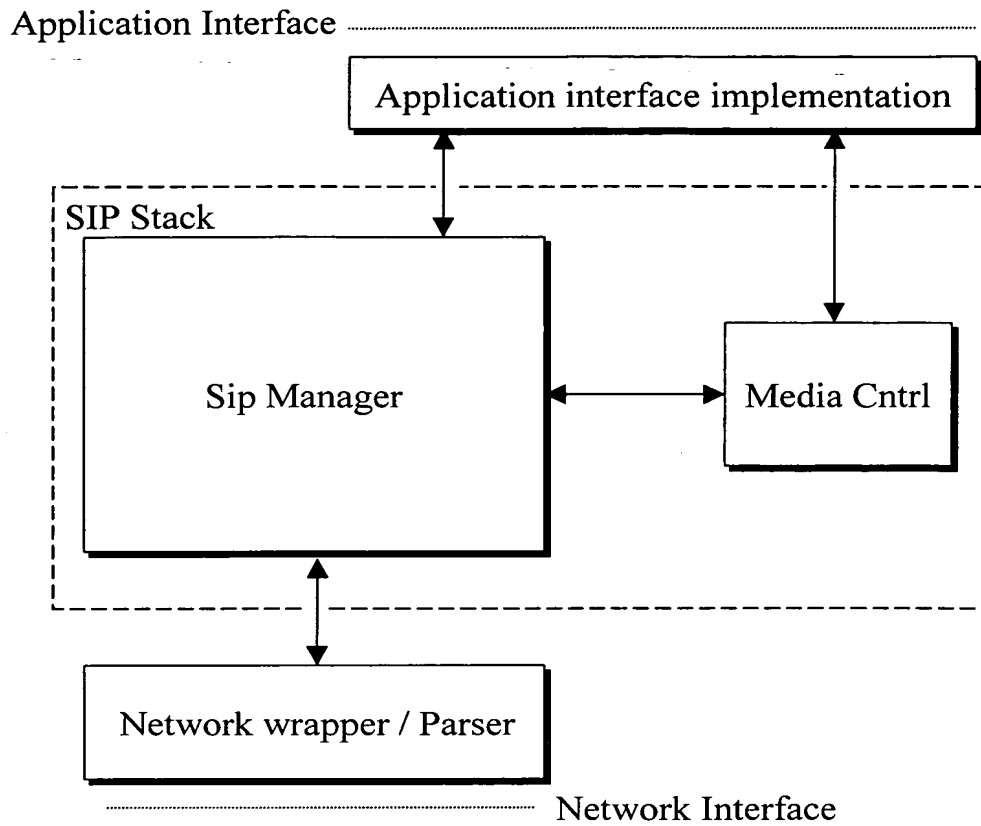 Application Interface
Application interface implementation
SIP Stack
Sip Manager
Media Cntrl
Network wrapper / Parser
Network Interface